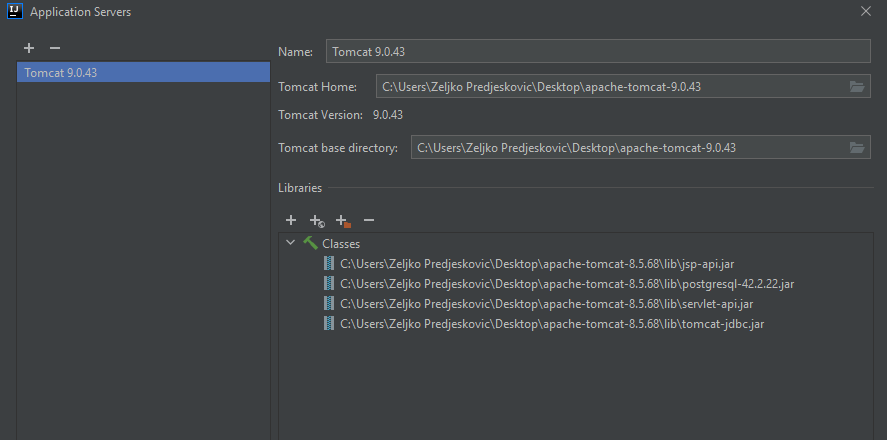 IJ
Application Servers
Tomcat 9.0.43
Name: Tomcat 9.0.43
Tomcat Home: C:\Users\Zeljko Predjeskovic\Desktop\apache-tomcat-9.0.43
Tomcat Version: 9.0.43
Tomcat base directory: C:\Users\Zeljko Predjeskovic\Desktop\apache-tomcat-9.0.43
Libraries
Classes
C:\Users\Zeljko Predjeskovic\Desktop\apache-tomcat-8.5.68\lib\jsp-api.jar
C:\Users\Zeljko Predjeskovic\Desktop\apache-tomcat-8.5.68\lib\postgresql-42.2.22.jar
C:\Users\Zeljko Predjeskovic\Desktop\apache-tomcat-8.5.68\lib\servlet-api.jar
C:\Users\Zeljko Predjeskovic\Desktop\apache-tomcat-8.5.68\lib\tomcat-jdbc.jar